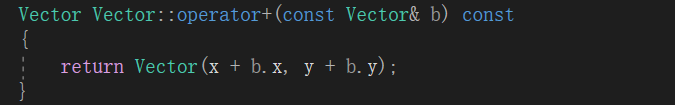 Vector Vector::operator+(const Vector& b) const
{
return Vector(x + b.x, y + b.y);
}